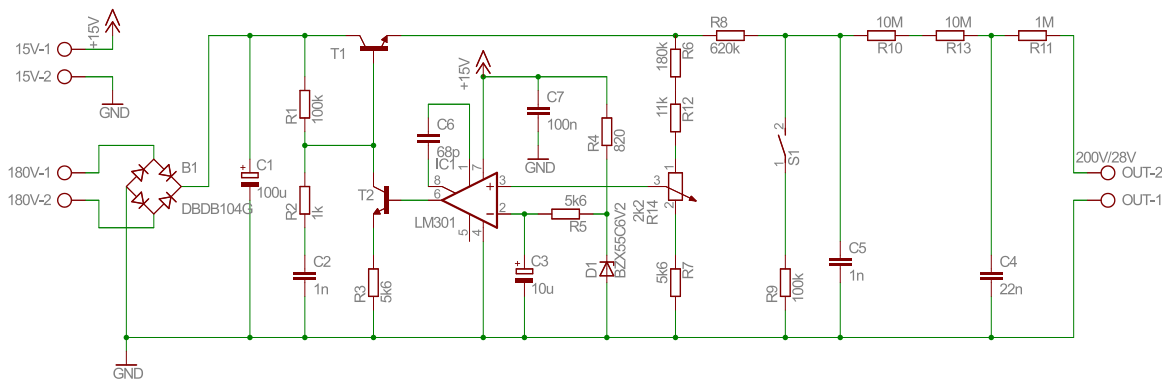 15V-1
+15V
15V-2
GND
180V-1
180V-2
B1
DBDB104G
GND
C1
100u
R1
100k
R2
1k
C2
1n
T1
T2
R3
5k6
C6
68p
IC1
+15V
8
1
7
6
3
2
5
4
LM301
C7
100n
GND
C3
10u
5k6
R5
R4
820
D1
BZX55C6V2
180k
R6
11k
R12
1
3
2
2k2
R14
5k6
R7
R8
620k
2
1
S1
R9
100k
C5
1n
10M
R10
10M
R13
C4
22n
1M
R11
200V/28V
OUT-2
OUT-1